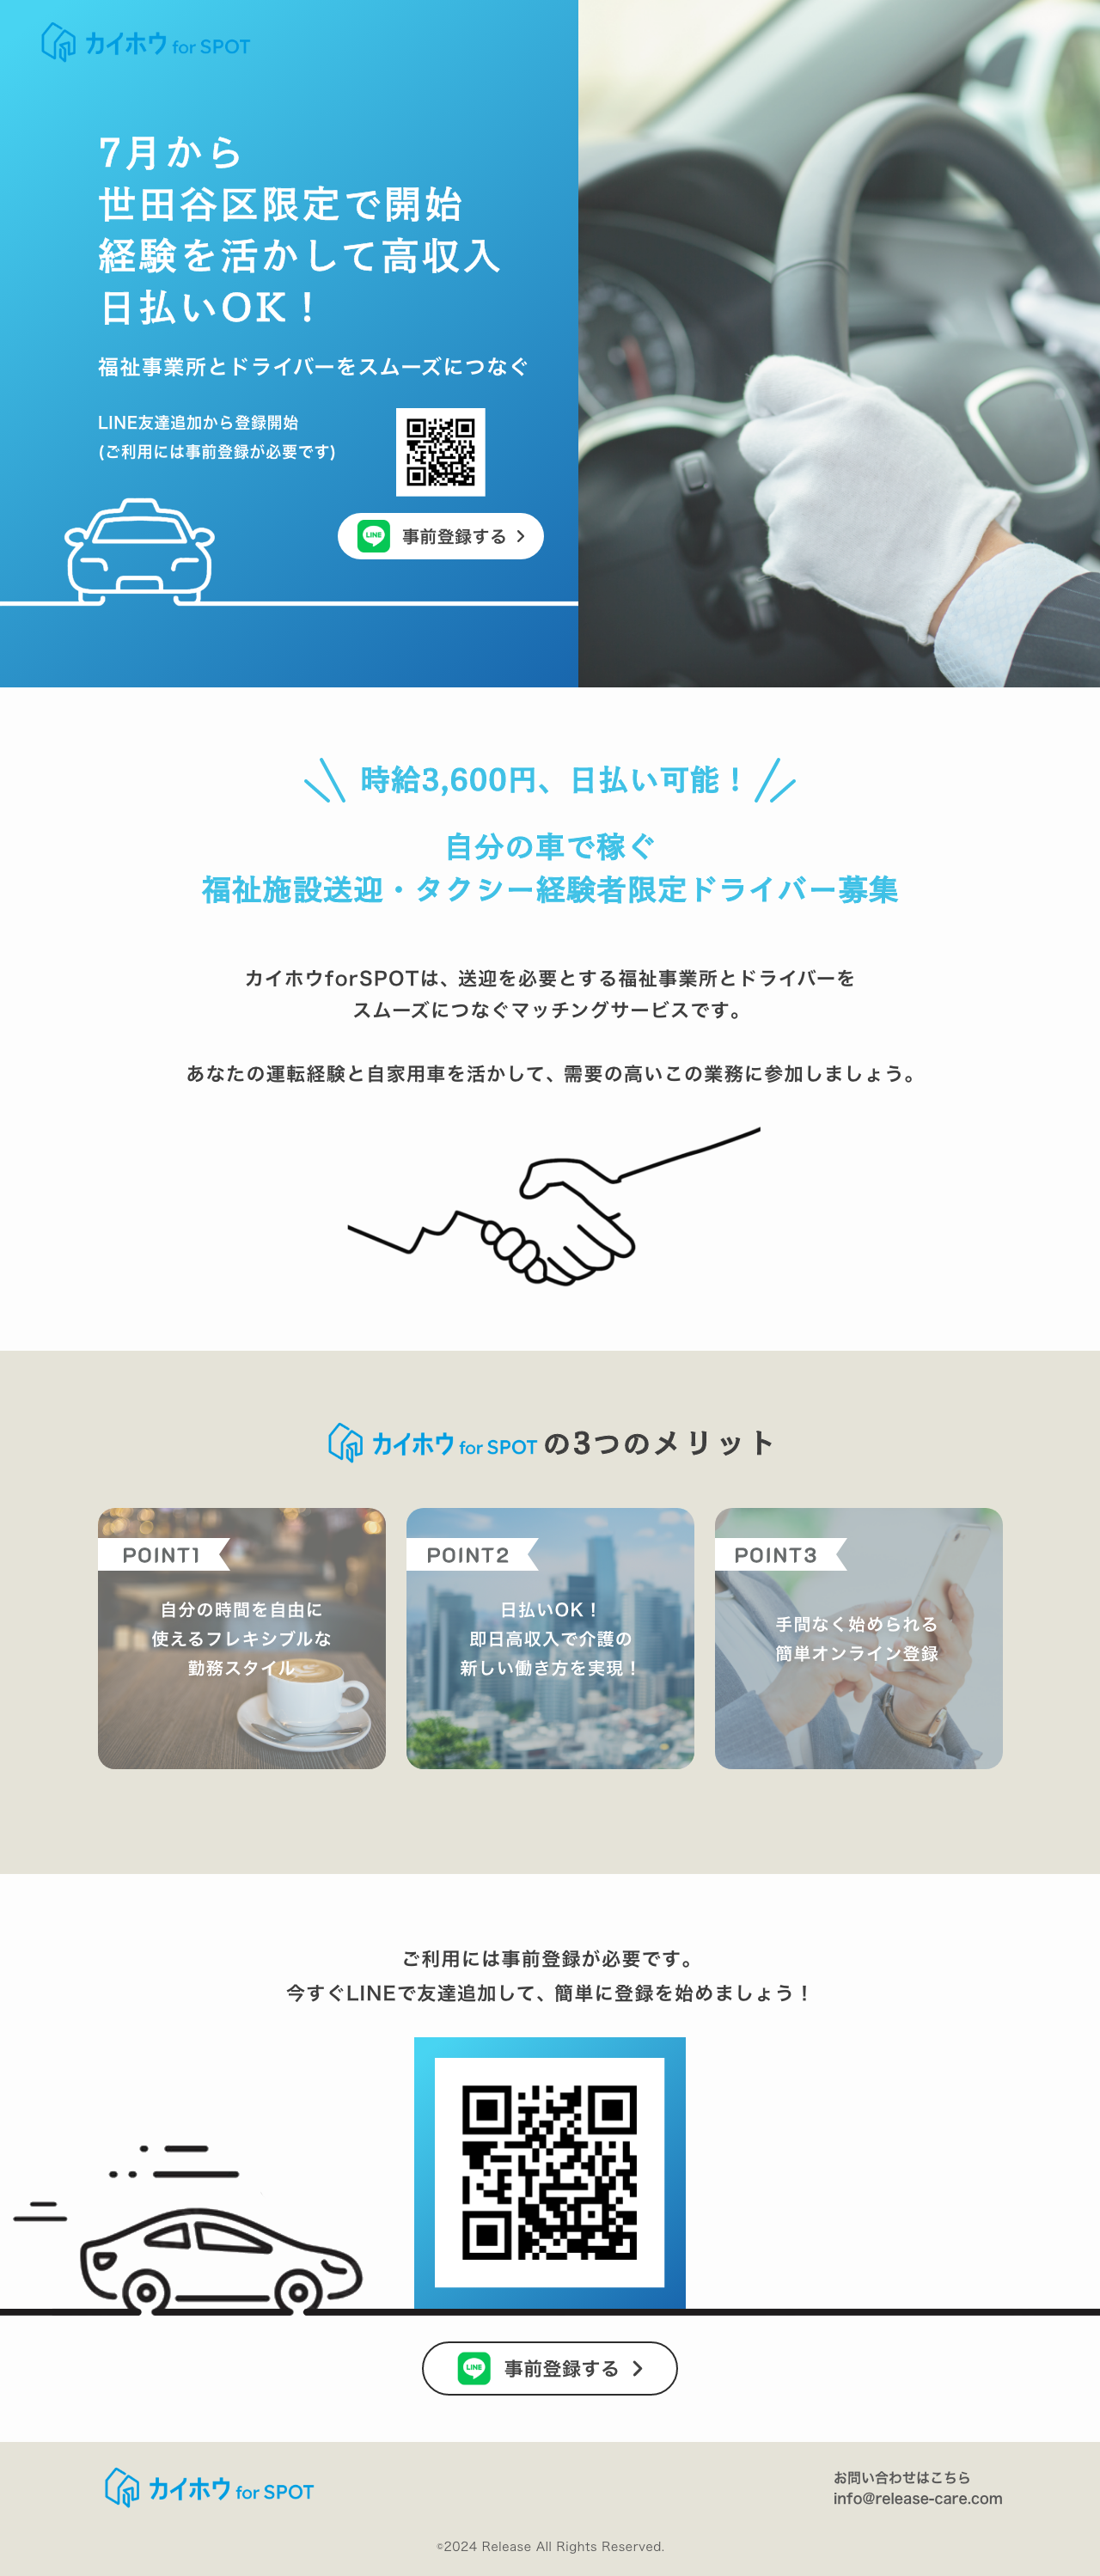 カイホウ for SPOT
7月から
世田谷区限定で開始
経験を活かして高収入
日払いOK！
福祉事業所とドライバーをスムーズにつなぐ
LINE友達追加から登録開始
(ご利用には事前登録が必要です)
LINE 事前登録する
時給3,600円、日払い可能！
自分の車で稼ぐ
福祉施設送迎・タクシー経験者限定ドライバー募集
カイホウforSPOTは、送迎を必要とする福祉事業所とドライバーを
スムーズにつなぐマッチングサービスです。
あなたの運転経験と自家用車を活かして、需要の高いこの業務に参加しましょう。
カイホウ for SPOT の3つのメリット
POINT1
自分の時間を自由に
使えるフレキシブルな
勤務スタイル
POINT2
日払いOK！
即日高収入で介護の
新しい働き方を実現！
POINT3
手間なく始められる
簡単オンライン登録
ご利用には事前登録が必要です。
今すぐLINEで友達追加して、簡単に登録を始めましょう！
LINE 事前登録する
カイホウ for SPOT
お問い合わせはこちら
info@release-care.com
©2024 Release All Rights Reserved.